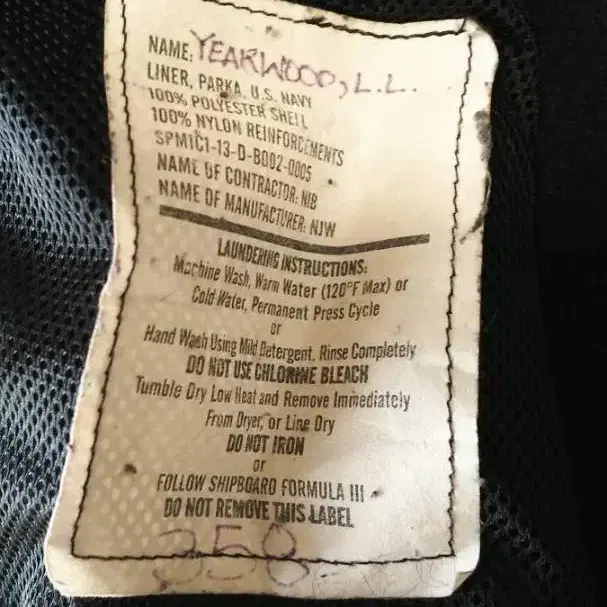 NAME: YEARWOOD, L.L.
LINER, PARKA, U.S. NAVY
100% POLYESTER SHELL
100% NYLON REINFORCEMENTS
SPM1C1-13-D-B002-0005
NAME OF CONTRACTOR: NIB
NAME OF MANUFACTURER: NJW
LAUNDERING INSTRUCTIONS:
Machine Wash, Warm Water (120°F Max) or
Cold Water, Permanent Press Cycle
or
Hand Wash Using Mild Detergent, Rinse Completely
DO NOT USE CHLORINE BLEACH
Tumble Dry Low Heat and Remove Immediately
From Dryer, or Line Dry
DO NOT IRON
or
FOLLOW SHIPBOARD FORMULA III
DO NOT REMOVE THIS LABEL
358